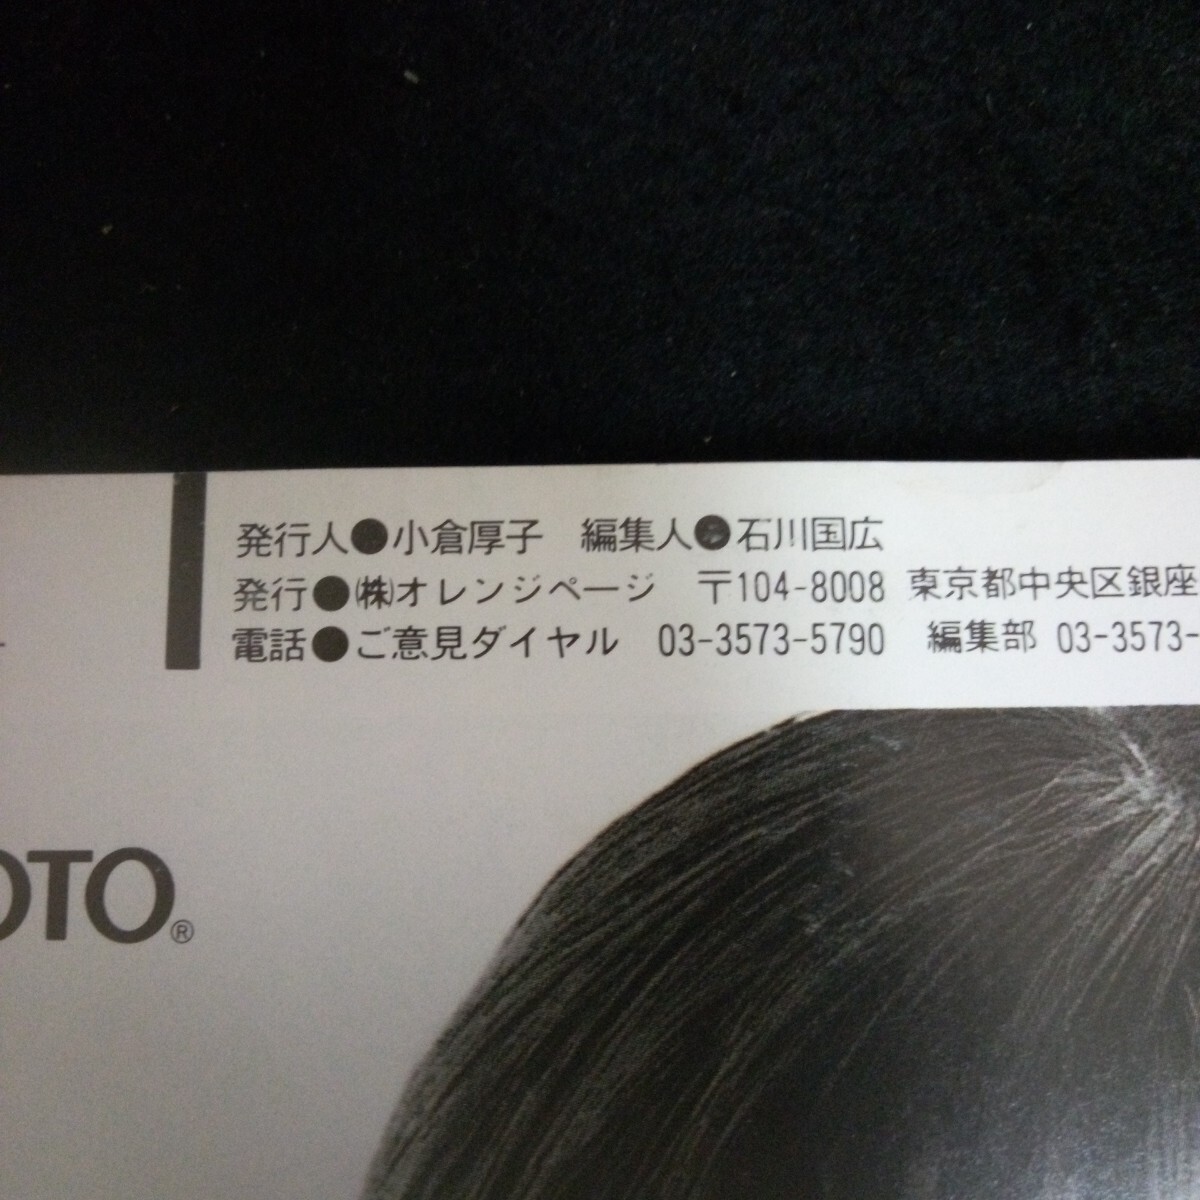 発行人●小倉厚子　編集人●石川国広
発行●㈱オレンジページ　〒104-8008 東京都中央区銀座
電話●ご意見ダイヤル　03-3573-5790　編集部 03-3573-
OTO®